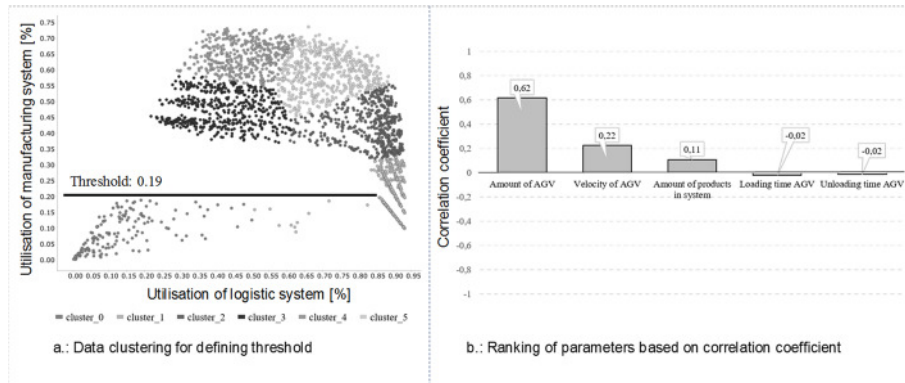 Utilisation of manufacturing system [%]
0.75
0.70
0.65
0.60
0.55
0.50
0.45
0.40
0.35
0.30
0.25
0.20
0.15
0.10
0.05
0.00
Threshold: 0.19
0.00 0.05 0.10 0.15 0.20 0.25 0.30 0.35 0.40 0.45 0.50 0.55 0.60 0.65 0.70 0.75 0.80 0.85 0.90 0.95
Utilisation of logistic system [%]
cluster_0 cluster_1 cluster_2 cluster_3 cluster_4 cluster_5
a.: Data clustering for defining threshold
Correlation coefficient
1
0,8
0,6
0,4
0,2
0
-0,2
-0,4
-0,6
-0,8
-1
0,62
0,22
0,11
-0,02
-0,02
Amount of AGV
Velocity of AGV
Amount of products
in system
Loading time AGV
Unloading time AGV
b.: Ranking of parameters based on correlation coefficient